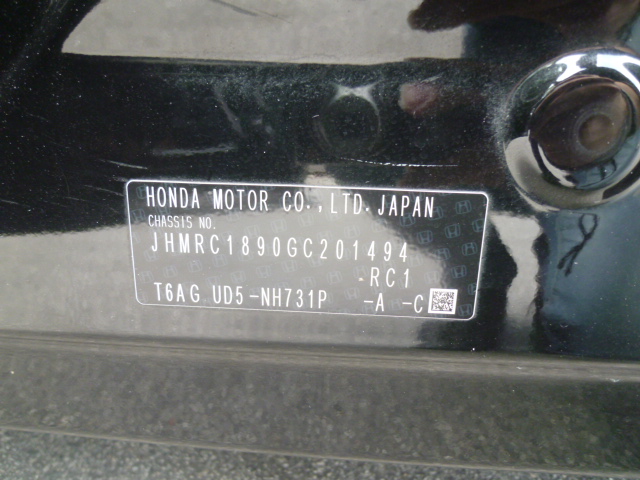 HONDA MOTOR CO.,LTD.JAPAN
CHASSIS NO.
JHMRC1890GC201494
-RC1
T6AG UD5-NH731P -A -C